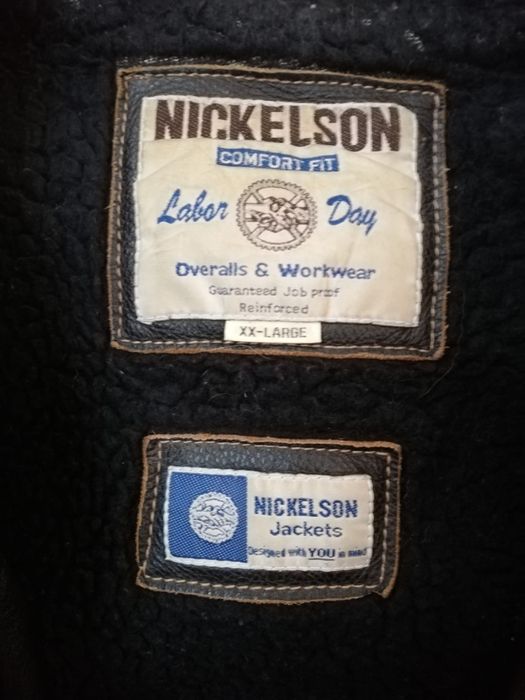 NICKELSON
COMFORT FIT
Labor Day
Overalls & Workwear
Guaranteed Job proof
Reinforced
XX-LARGE
NICKELSON
Jackets
Designed with YOU in mind